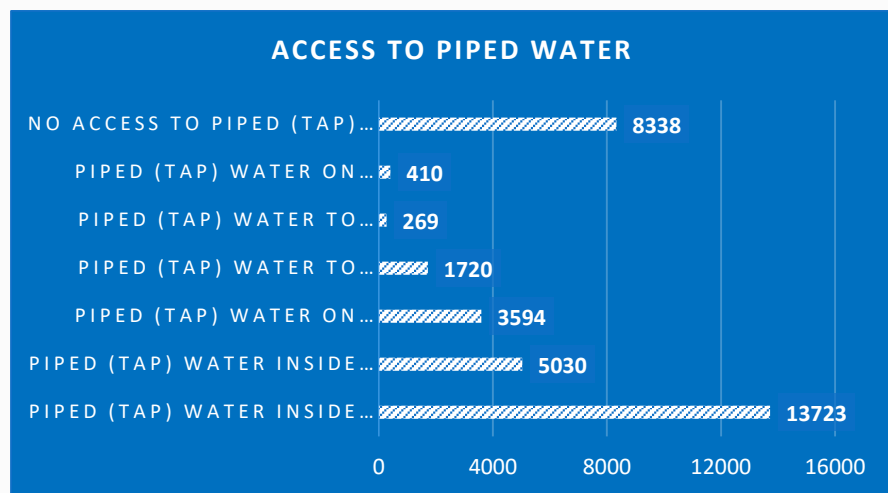 ACCESS TO PIPED WATER
NO ACCESS TO PIPED (TAP)... 8338
PIPED (TAP) WATER ON... 410
PIPED (TAP) WATER TO... 269
PIPED (TAP) WATER TO... 1720
PIPED (TAP) WATER ON... 3594
PIPED (TAP) WATER INSIDE... 5030
PIPED (TAP) WATER INSIDE... 13723
0 4000 8000 12000 16000